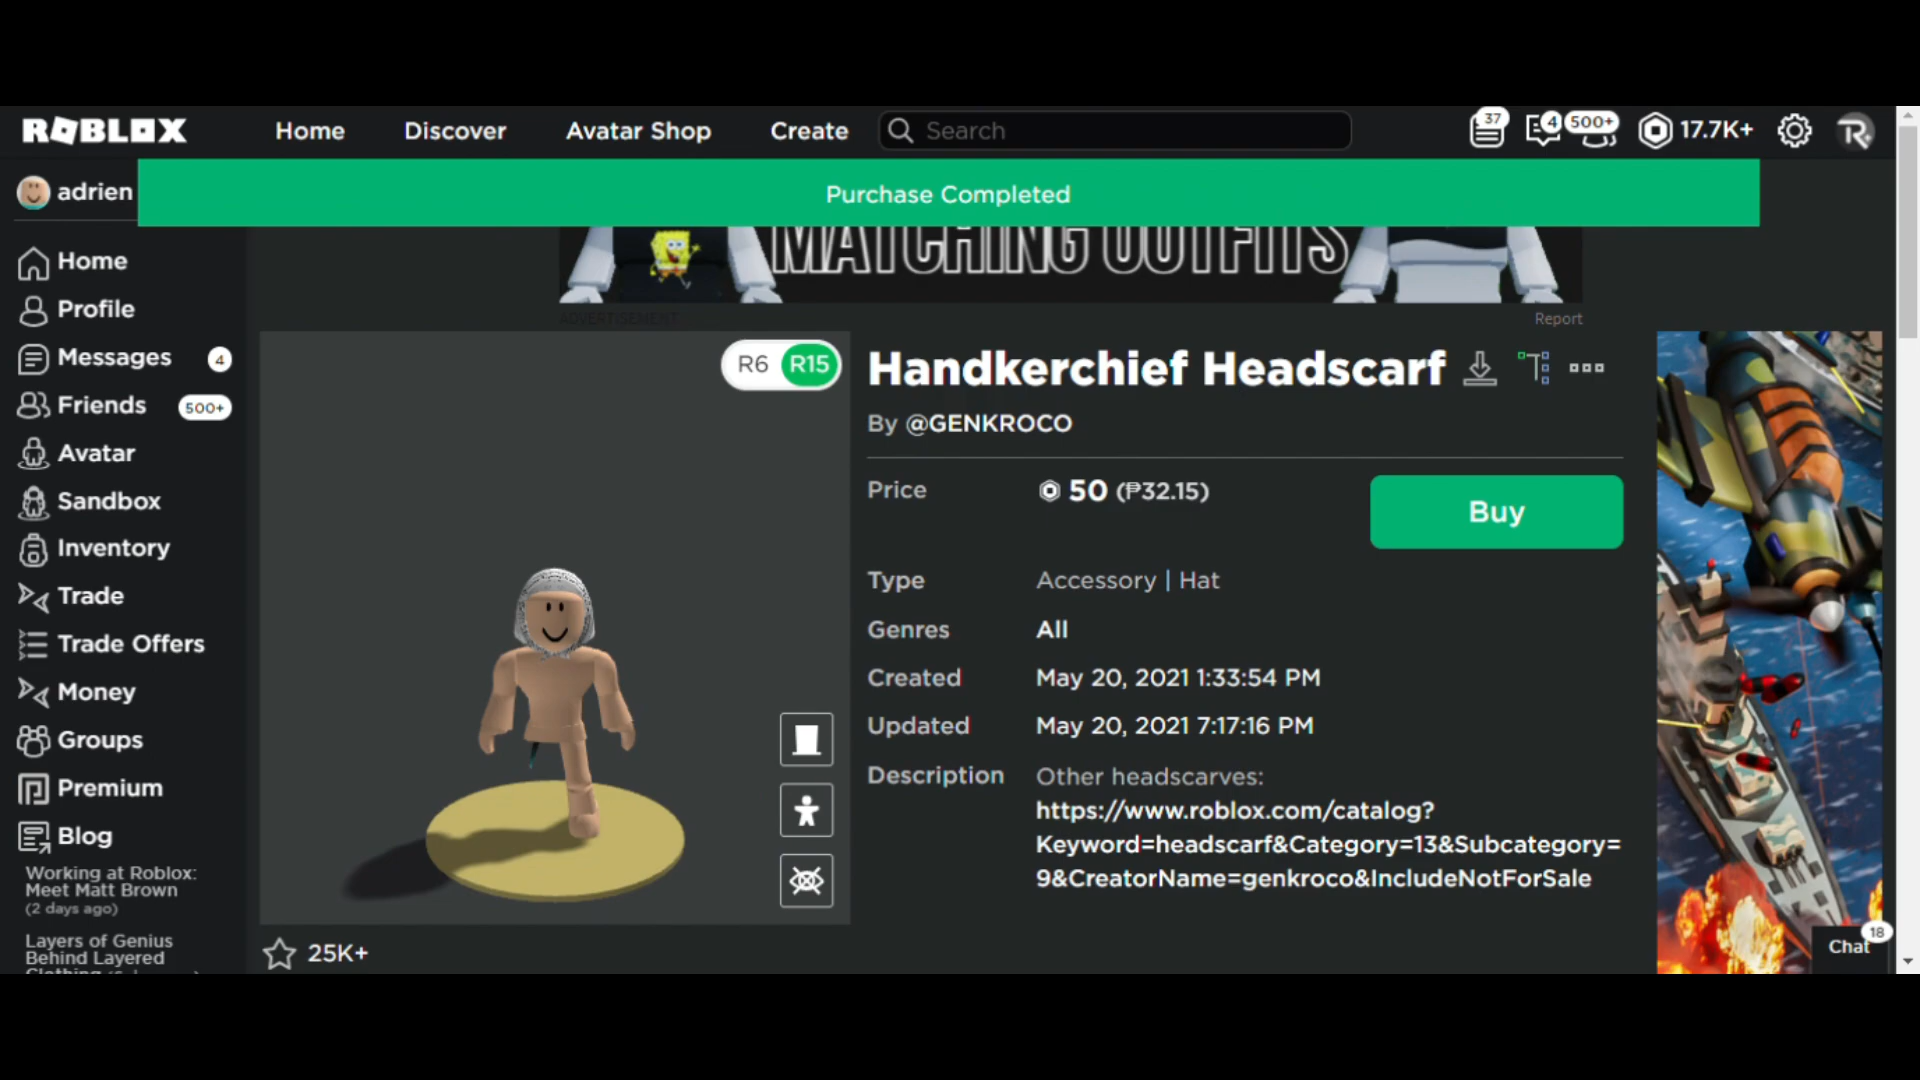 ROBLOX
Home
Discover
Avatar Shop
Create
Search
37
4
500+
17.7K+
adrien
Purchase Completed
MATCHING OUTFITS
ADVERTISEMENT
Report
Home
Profile
Messages 4
Friends 500+
Avatar
Sandbox
Inventory
Trade
Trade Offers
Money
Groups
Premium
Blog
Working at Roblox:
Meet Matt Brown
(2 days ago)
Layers of Genius
Behind Layered
Clothing
R6 R15
25K+
Handkerchief Headscarf
By @GENKROCO
Price 50 (₱32.15)
Buy
Type Accessory | Hat
Genres All
Created May 20, 2021 1:33:54 PM
Updated May 20, 2021 7:17:16 PM
Description Other headscarves:
https://www.roblox.com/catalog?
Keyword=headscarf&Category=13&Subcategory=
9&CreatorName=genkroco&IncludeNotForSale
Chat 18